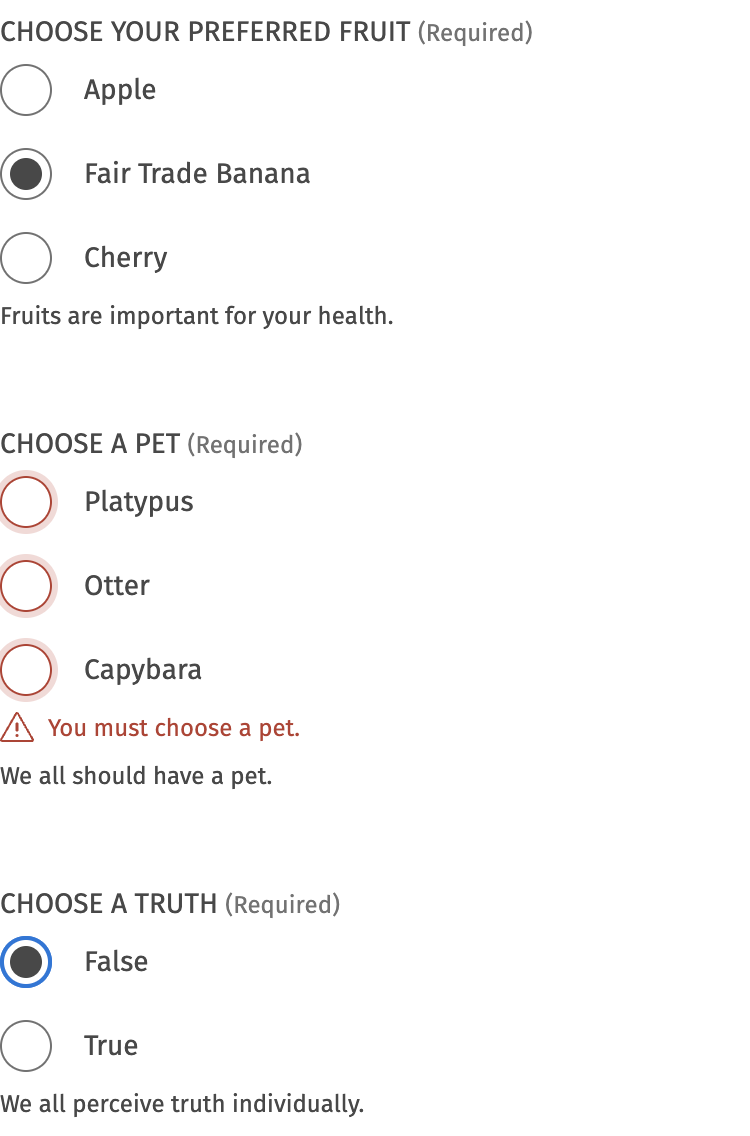 CHOOSE YOUR PREFERRED FRUIT (Required)
Apple
Fair Trade Banana
Cherry
Fruits are important for your health.
CHOOSE A PET (Required)
Platypus
Otter
Capybara
You must choose a pet.
We all should have a pet.
CHOOSE A TRUTH (Required)
False
True
We all perceive truth individually.